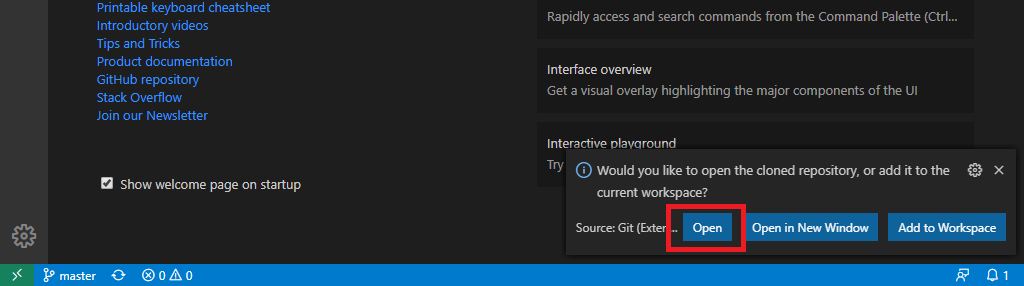 Printable keyboard cheatsheet
Introductory videos
Tips and Tricks
Product documentation
GitHub repository
Stack Overflow
Join our Newsletter
Show welcome page on startup
Rapidly access and search commands from the Command Palette (Ctrl...
Interface overview
Get a visual overlay highlighting the major components of the UI
Interactive playground
Try
Would you like to open the cloned repository, or add it to the
current workspace?
Source: Git (Exten...
Open
Open in New Window
Add to Workspace
master
0
0
1